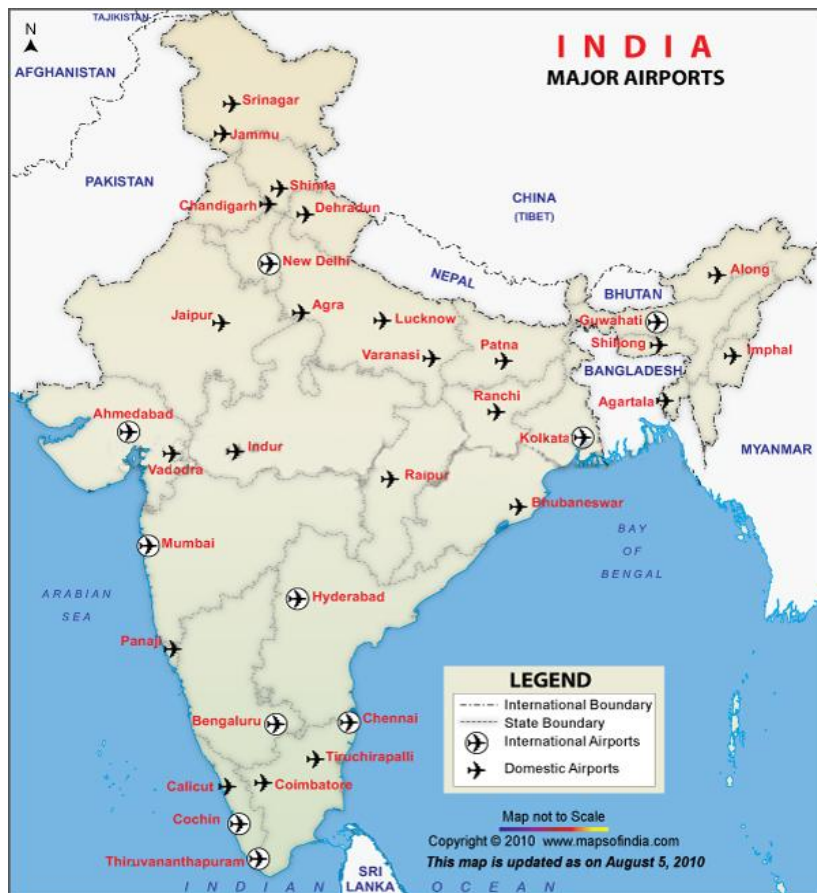 N
TAJIKISTAN
AFGHANISTAN
INDIA
MAJOR AIRPORTS
Srinagar
Jammu
PAKISTAN
Shimla
Chandigarh
Dehradun
CHINA
(TIBET)
New Delhi
NEPAL
Along
BHUTAN
Agra
Jaipur
Lucknow
Guwahati
Shillong
Varanasi
Patna
Imphal
BANGLADESH
Ranchi
Agartala
Ahmedabad
Kolkata
MYANMAR
Vadodra
Indur
Raipur
Bhubaneswar
BAY
OF
BENGAL
Mumbai
ARABIAN
SEA
Hyderabad
Panaji
LEGEND
International Boundary
State Boundary
International Airports
Domestic Airports
Bengaluru
Chennai
Tiruchirapalli
Calicut
Coimbatore
Cochin
Map not to Scale
Copyright © 2010 www.mapsofindia.com
This map is updated as on August 5, 2010
Thiruvananthapuram
SRI
LANKA
INDIAN OCEAN